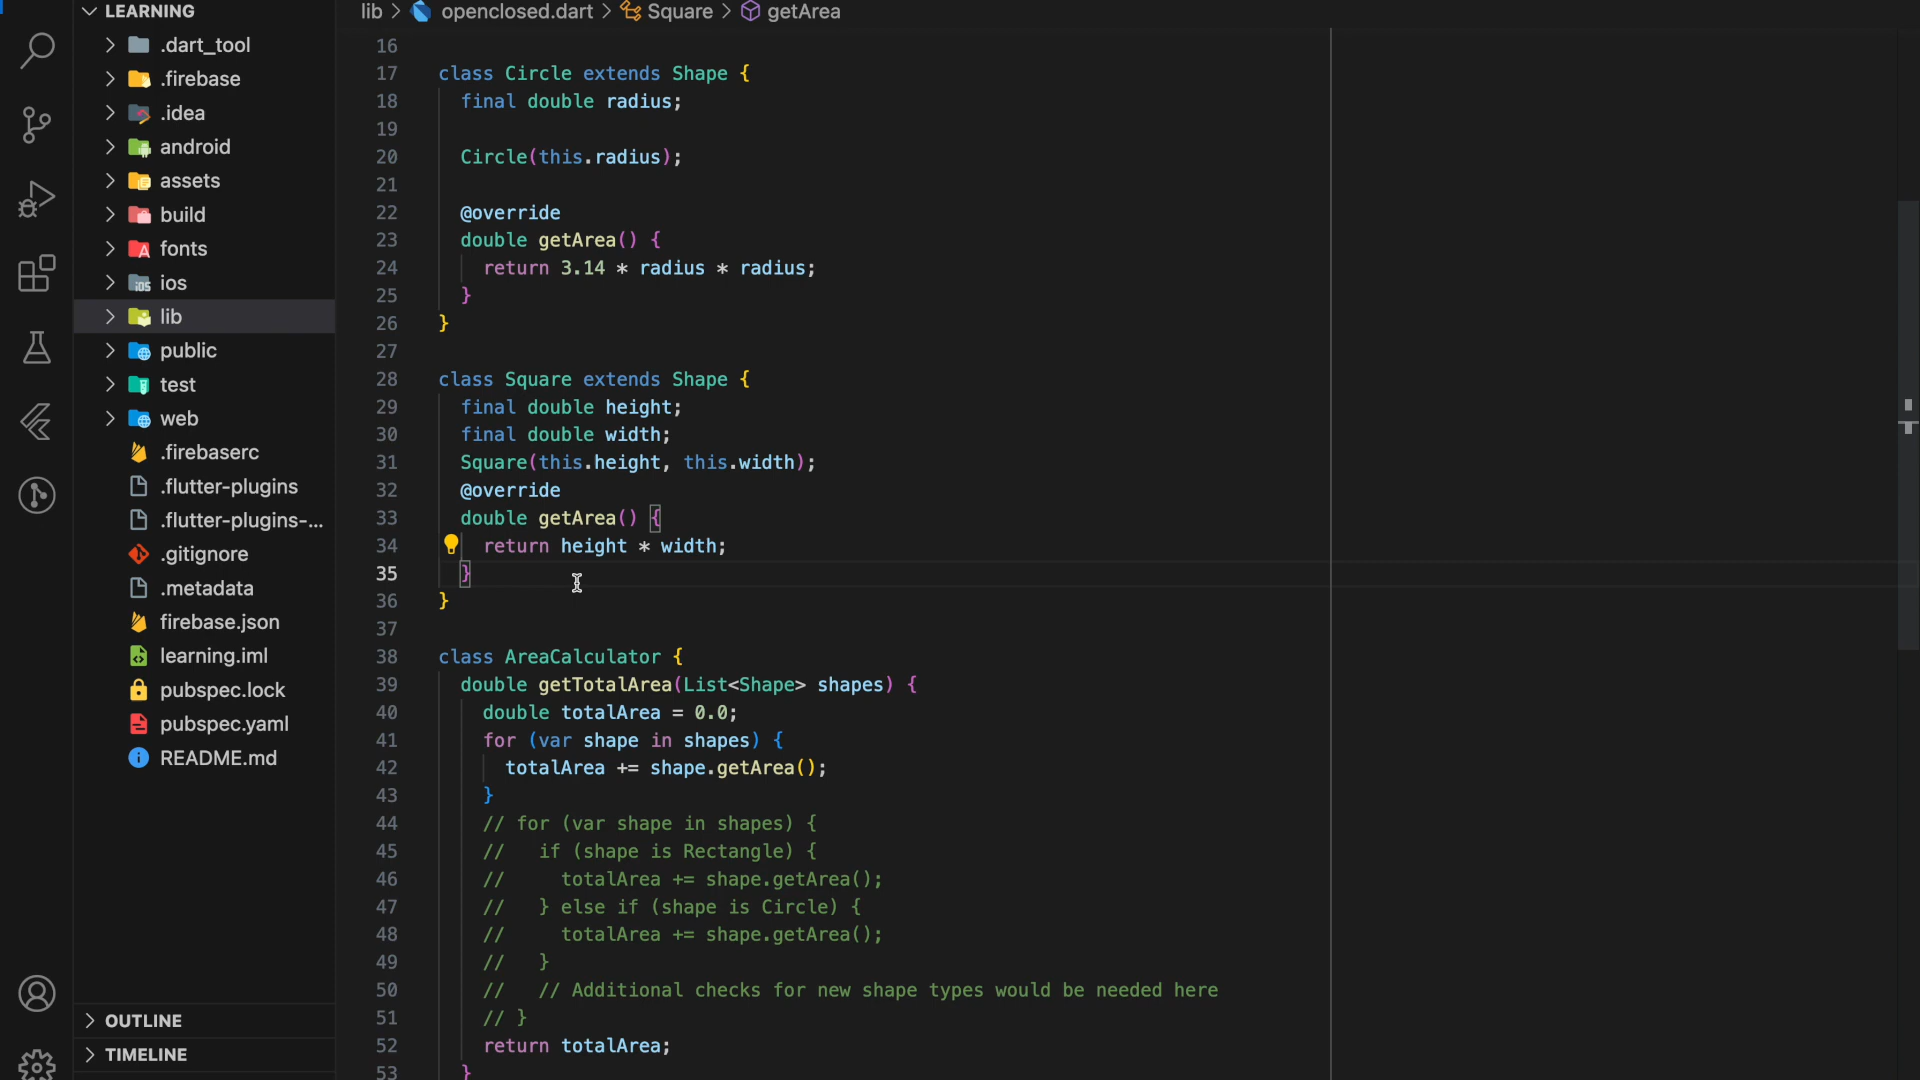 LEARNING
.dart_tool
.firebase
.idea
android
assets
build
fonts
ios
lib
public
test
web
.firebaserc
.flutter-plugins
.flutter-plugins-...
.gitignore
.metadata
firebase.json
learning.iml
pubspec.lock
pubspec.yaml
README.md
OUTLINE
TIMELINE
lib > openclosed.dart > Square > getArea
16
17 class Circle extends Shape {
18 final double radius;
19
20 Circle(this.radius);
21
22 @override
23 double getArea() {
24 return 3.14 * radius * radius;
25 }
26 }
27
28 class Square extends Shape {
29 final double height;
30 final double width;
31 Square(this.height, this.width);
32 @override
33 double getArea() {
34 return height * width;
35 }
36 }
37
38 class AreaCalculator {
39 double getTotalArea(List<Shape> shapes) {
40 double totalArea = 0.0;
41 for (var shape in shapes) {
42 totalArea += shape.getArea();
43 }
44 // for (var shape in shapes) {
45 //   if (shape is Rectangle) {
46 //     totalArea += shape.getArea();
47 //   } else if (shape is Circle) {
48 //     totalArea += shape.getArea();
49 //   }
50 //   // Additional checks for new shape types would be needed here
51 // }
52 return totalArea;
53 }